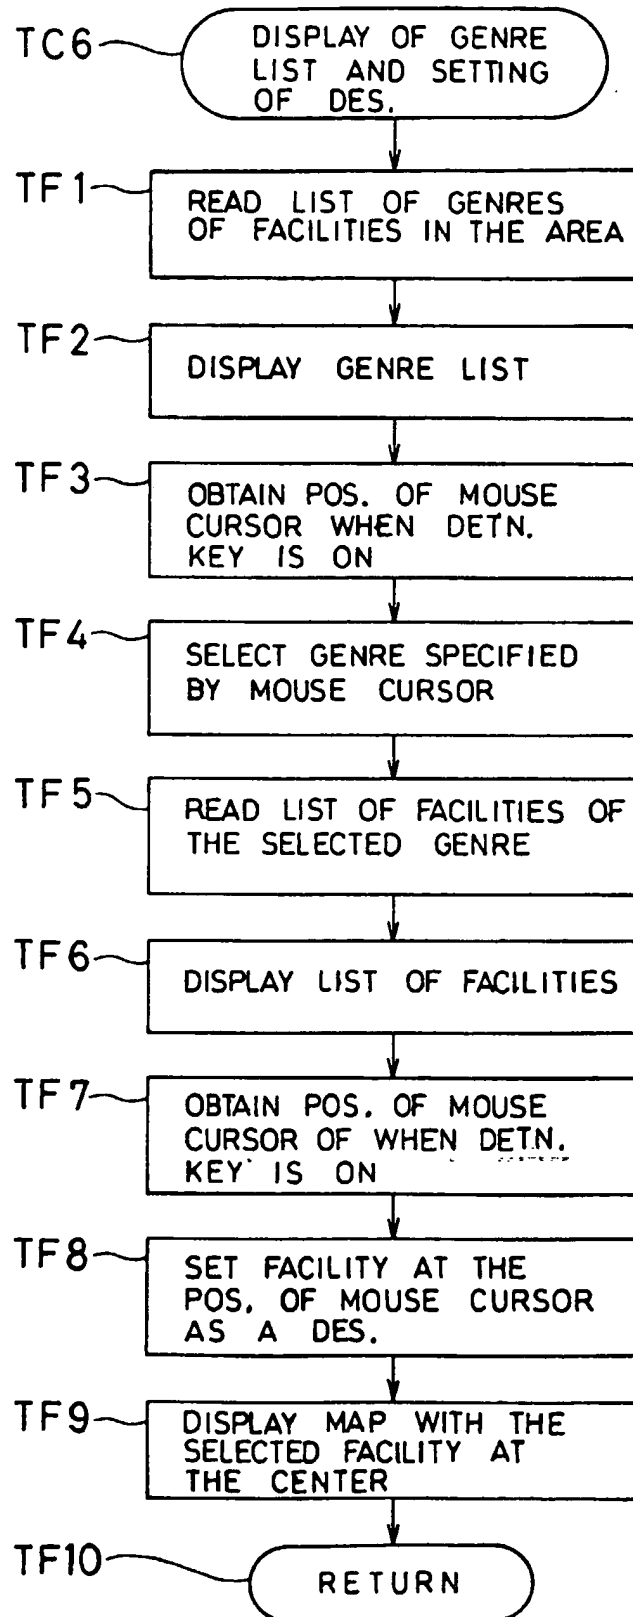 TC6
DISPLAY OF GENRE
LIST AND SETTING
OF DES.
TF1
READ LIST OF GENRES
OF FACILITIES IN THE AREA
TF2
DISPLAY GENRE LIST
TF3
OBTAIN POS. OF MOUSE
CURSOR WHEN DETN.
KEY IS ON
TF4
SELECT GENRE SPECIFIED
BY MOUSE CURSOR
TF5
READ LIST OF FACILITIES OF
THE SELECTED GENRE
TF6
DISPLAY LIST OF FACILITIES
TF7
OBTAIN POS. OF MOUSE
CURSOR OF WHEN DETN.
KEY IS ON
TF8
SET FACILITY AT THE
POS. OF MOUSE CURSOR
AS A DES.
TF9
DISPLAY MAP WITH THE
SELECTED FACILITY AT
THE CENTER
TF10
RETURN